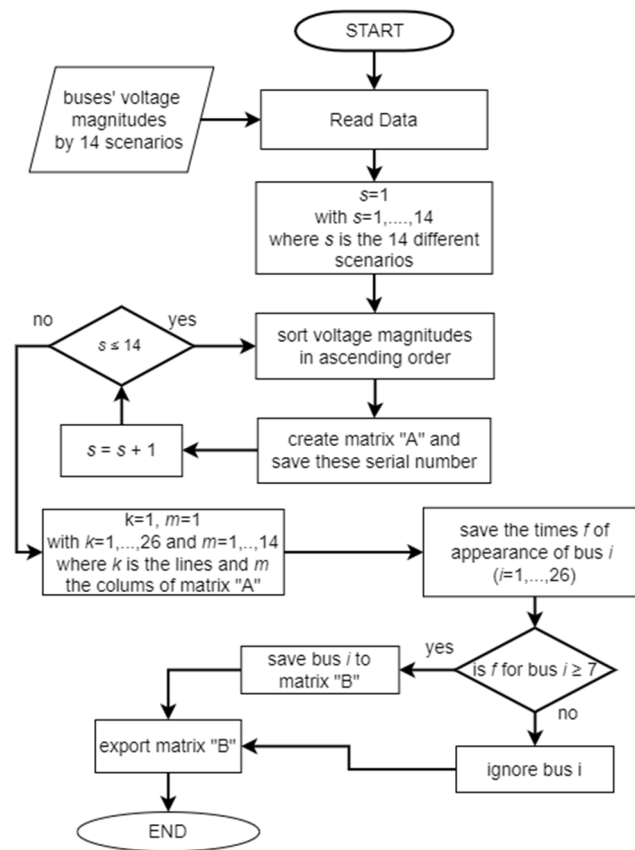 START
buses' voltage
magnitudes
by 14 scenarios
Read Data
s=1
with s=1,....,14
where s is the 14 different
scenarios
no
yes
s ≤ 14
sort voltage magnitudes
in ascending order
s = s + 1
create matrix "A" and
save these serial number
k=1, m=1
with k=1,...,26 and m=1,..,14
where k is the lines and m
the colums of matrix "A"
save the times f of
appearance of bus i
(i=1,...,26)
yes
is f for bus i ≥ 7
save bus i to
matrix "B"
no
export matrix "B"
ignore bus i
END